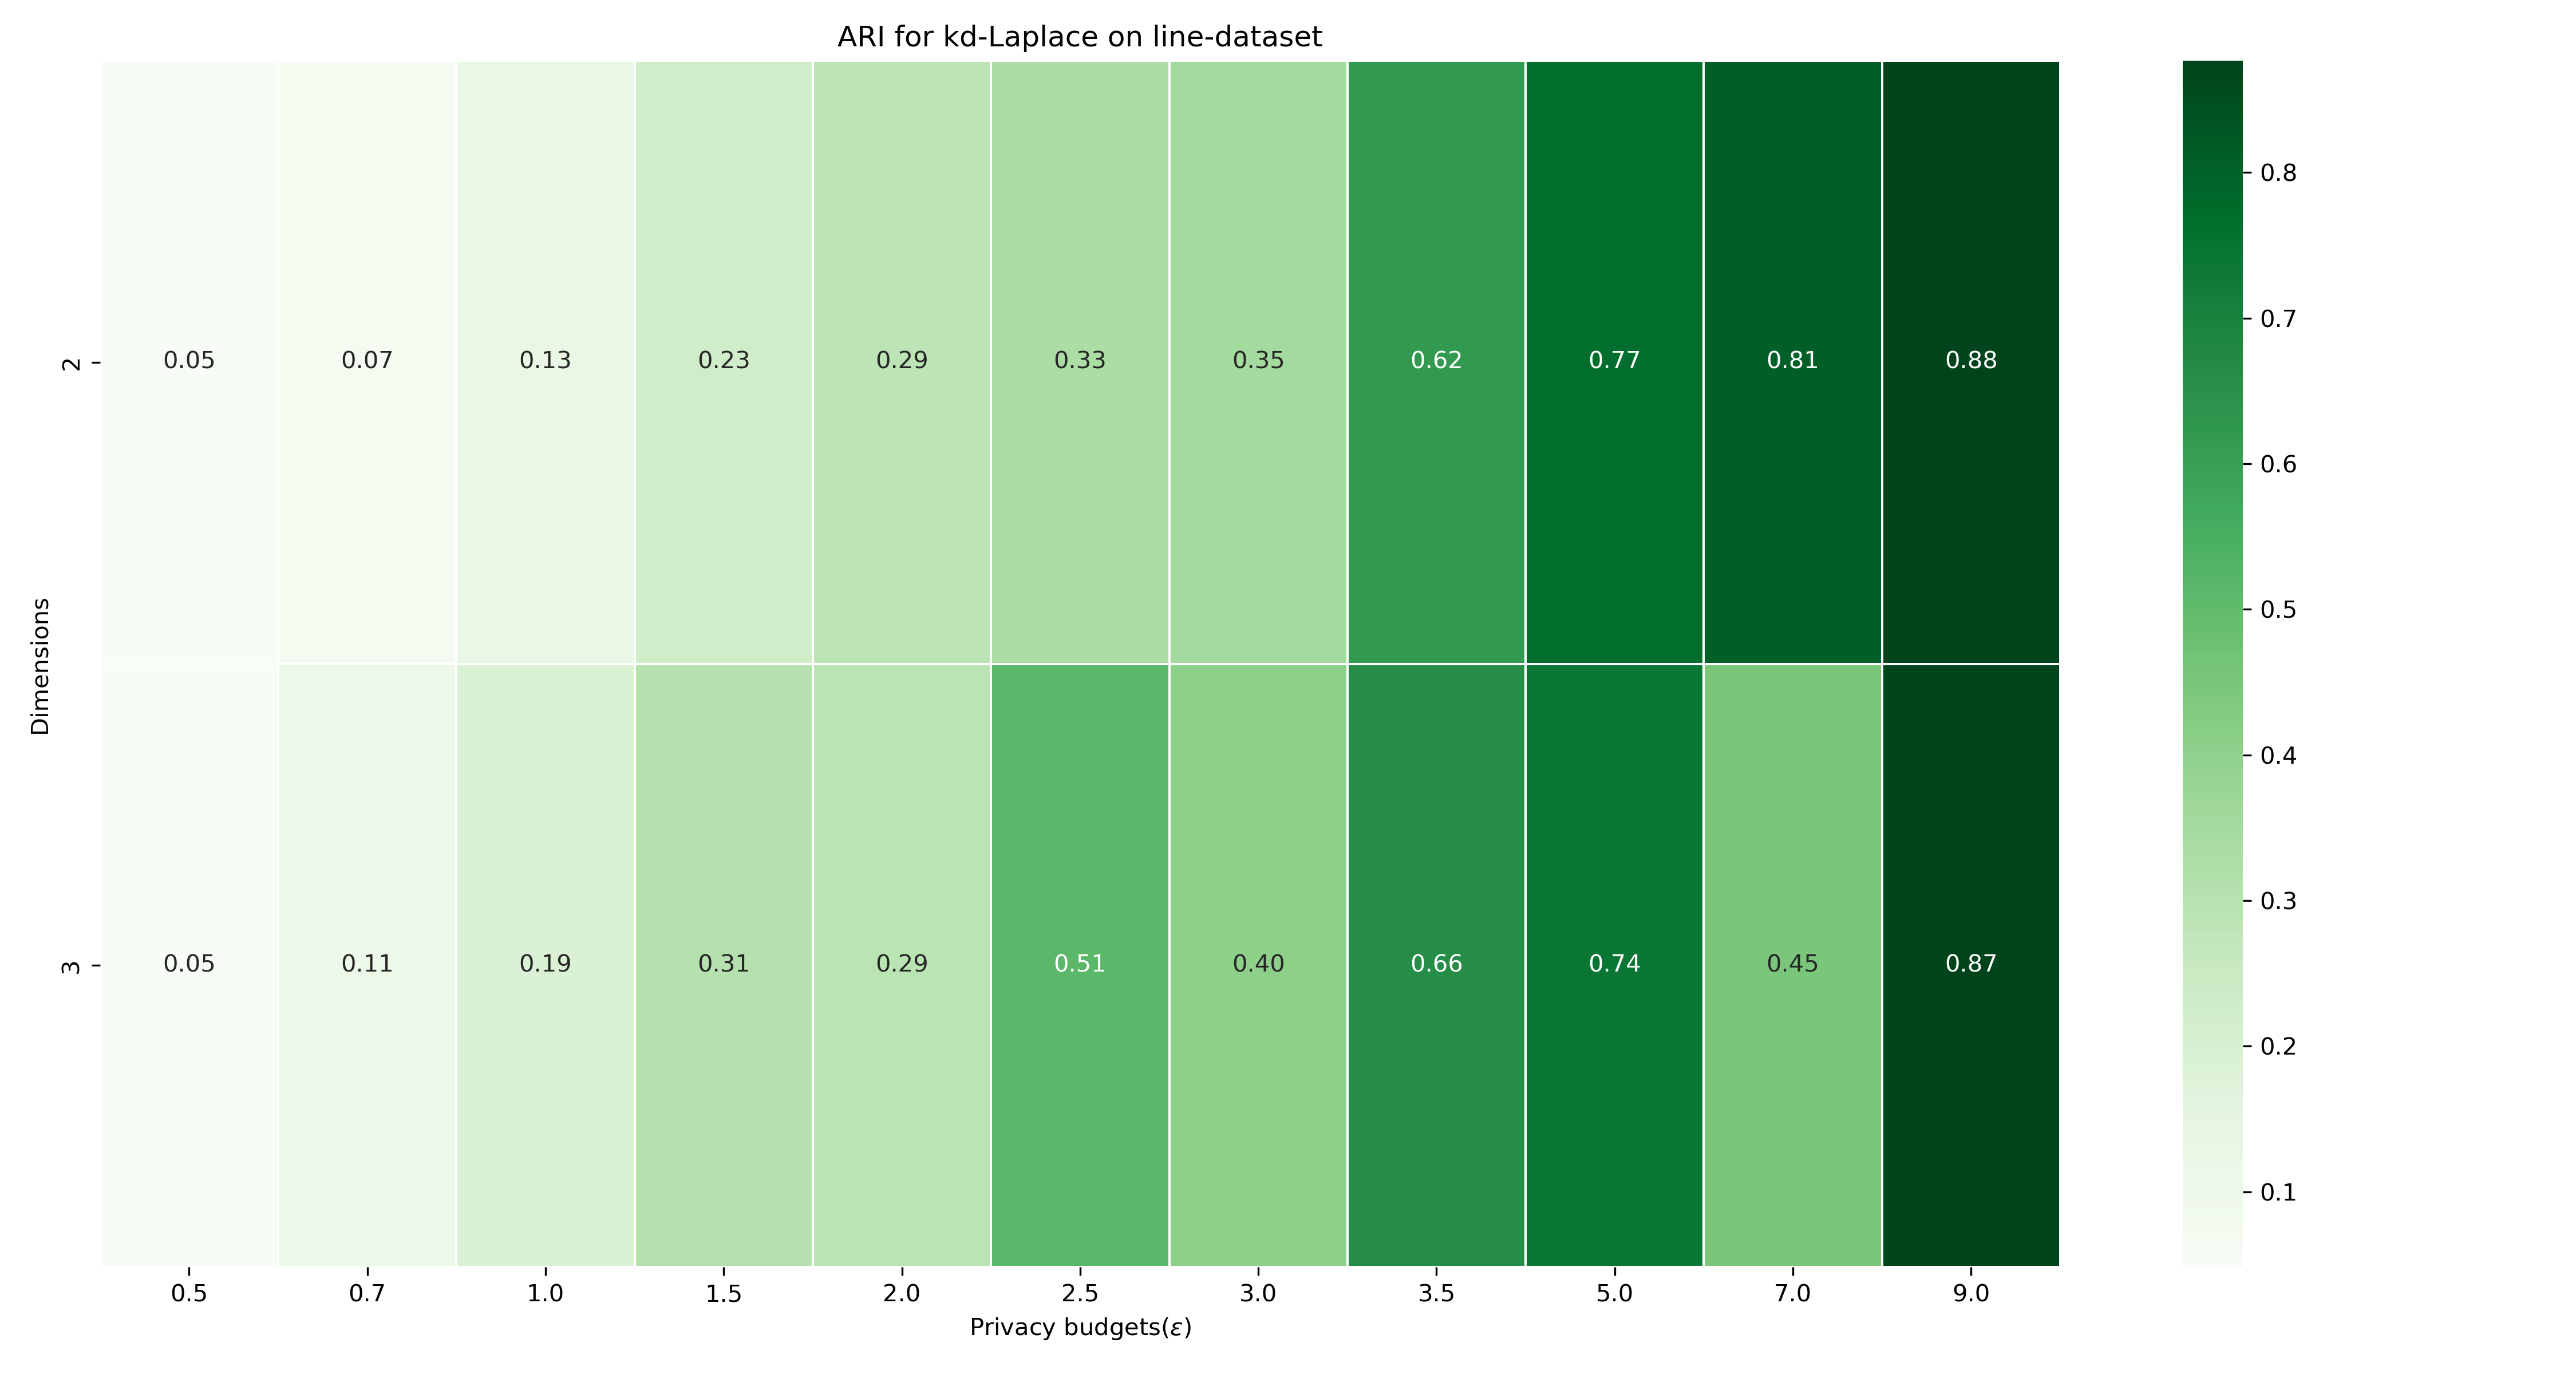 ARI for kd-Laplace on line-dataset
Dimensions
2
0.05 0.07 0.13 0.23 0.29 0.33 0.35 0.62 0.77 0.81 0.88
3
0.05 0.11 0.19 0.31 0.29 0.51 0.40 0.66 0.74 0.45 0.87
0.5 0.7 1.0 1.5 2.0 2.5 3.0 3.5 5.0 7.0 9.0
Privacy budgets(ε)
0.8
0.7
0.6
0.5
0.4
0.3
0.2
0.1